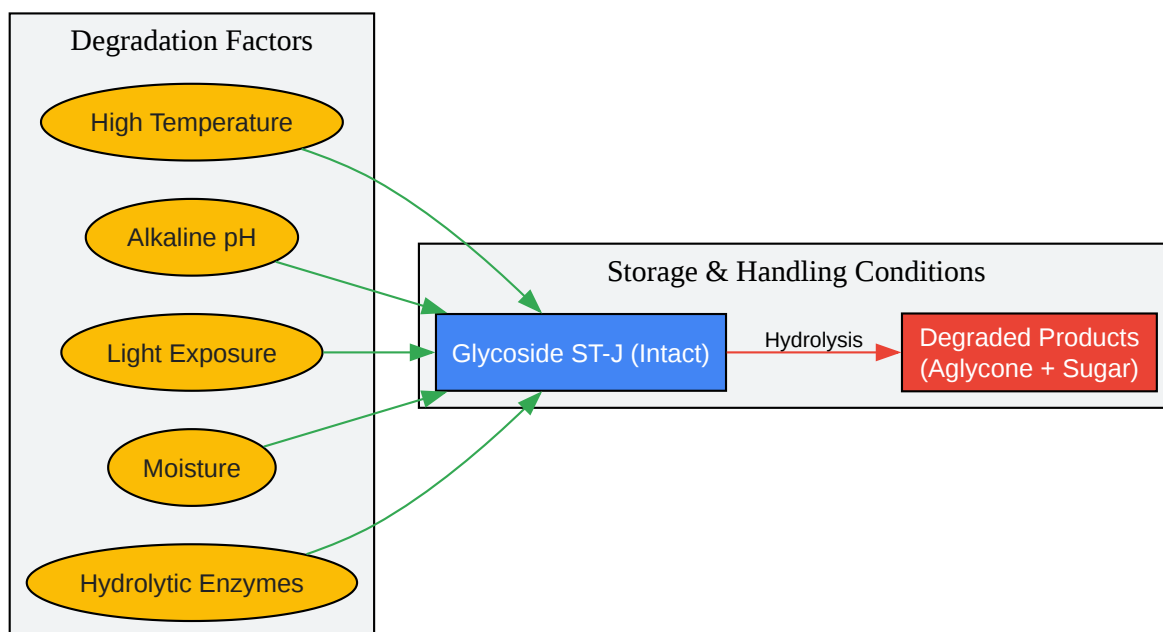 Degradation Factors
High Temperature
Alkaline pH
Light Exposure
Moisture
Hydrolytic Enzymes
Storage & Handling Conditions
Glycoside ST-J (Intact)
Hydrolysis
Degraded Products
(Aglycone + Sugar)